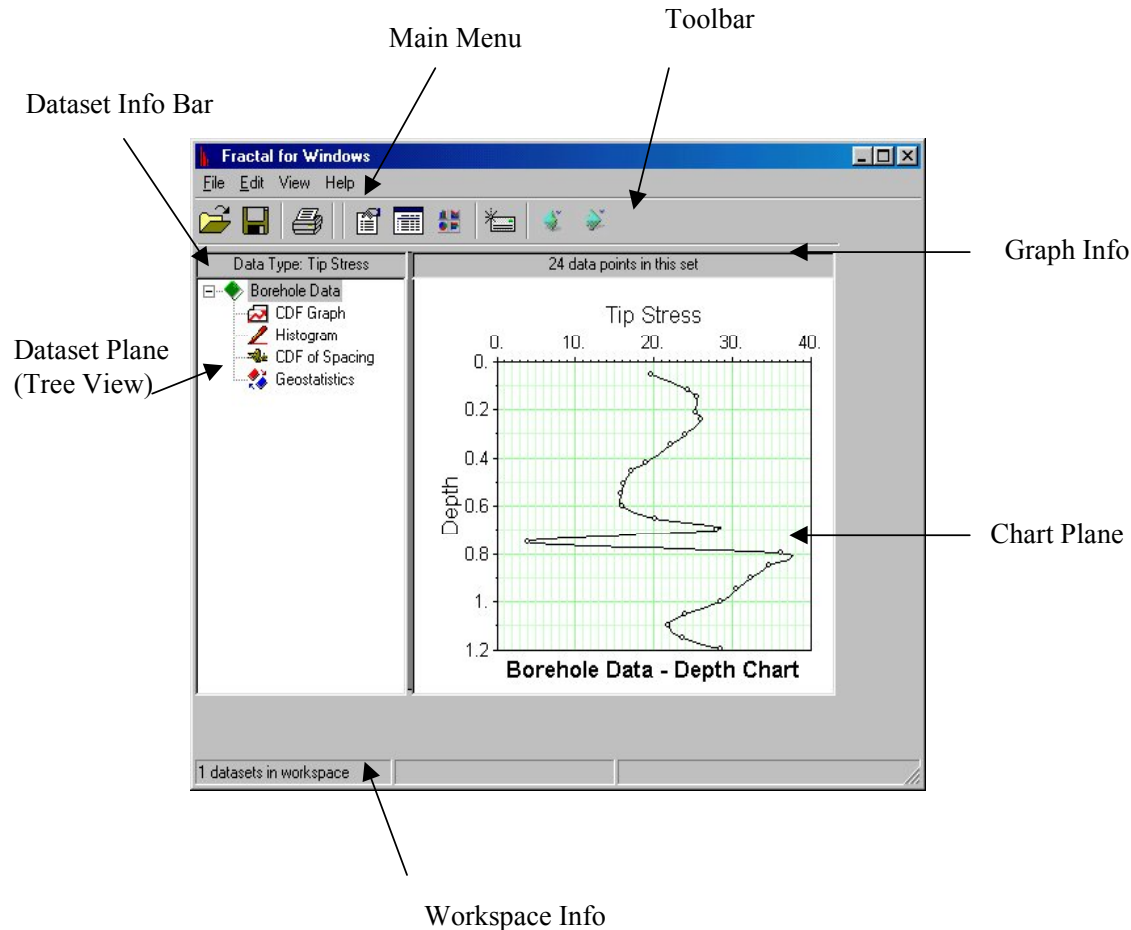 Toolbar
Main Menu
Dataset Info Bar
Fractal for Windows
File Edit View Help
Graph Info
Data Type: Tip Stress
24 data points in this set
Borehole Data
CDF Graph
Histogram
CDF of Spacing
Geostatistics
Dataset Plane
(Tree View)
Tip Stress
0. 10. 20. 30. 40.
0.
0.2
0.4
0.6
0.8
1.
1.2
Depth
Borehole Data - Depth Chart
Chart Plane
1 datasets in workspace
Workspace Info